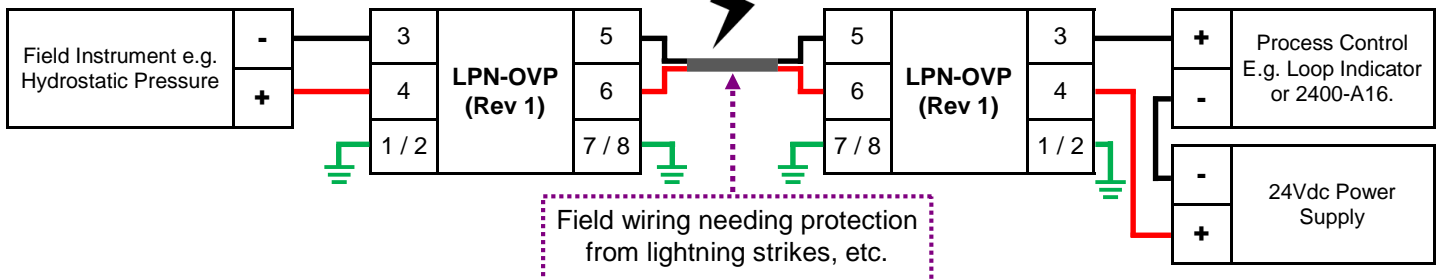 Field Instrument e.g.
Hydrostatic Pressure
-
+
3
4
1 / 2
LPN-OVP
(Rev 1)
5
6
7 / 8
5
6
7 / 8
LPN-OVP
(Rev 1)
3
4
1 / 2
+
-
Process Control
E.g. Loop Indicator
or 2400-A16.
-
+
24Vdc Power
Supply
Field wiring needing protection
from lightning strikes, etc.